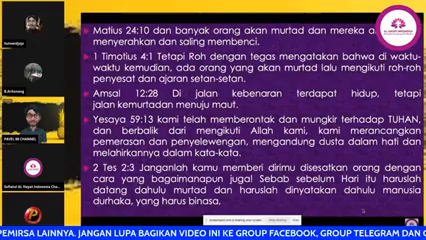 Matius 24:10 dan banyak orang akan murtad dan mereka a
menyerahkan dan saling membenci.
1 Timotius 4:1 Tetapi Roh dengan tegas mengatakan bahwa di waktu-
waktu kemudian, ada orang yang akan murtad lalu mengikuti roh-roh
penyesat dan ajaran setan-setan.
Amsal 12:28 Di jalan kebenaran terdapat hidup, tetapi
jalan kemurtadan menuju maut.
Yesaya 59:13 kami telah memberontak dan mungkir terhadap TUHAN,
dan berbalik dari mengikuti Allah kami, kami merancangkan
pemerasan dan penyelewengan, mengandung dusta dalam hati dan
melahirkannya dalam kata-kata.
2 Tes 2:3 Janganlah kamu memberi dirimu disesatkan orang dengan
cara yang bagaimanapun juga! Sebab sebelum Hari itu haruslah
datang dahulu murtad dan haruslah dinyatakan dahulu manusia
durhaka, yang harus binasa,
PAVEL MI CHANNEL
PEMIRSA LAINNYA. JANGAN LUPA BAGIKAN VIDEO INI KE GROUP FACEBOOK, GROUP TELEGRAM DAN G